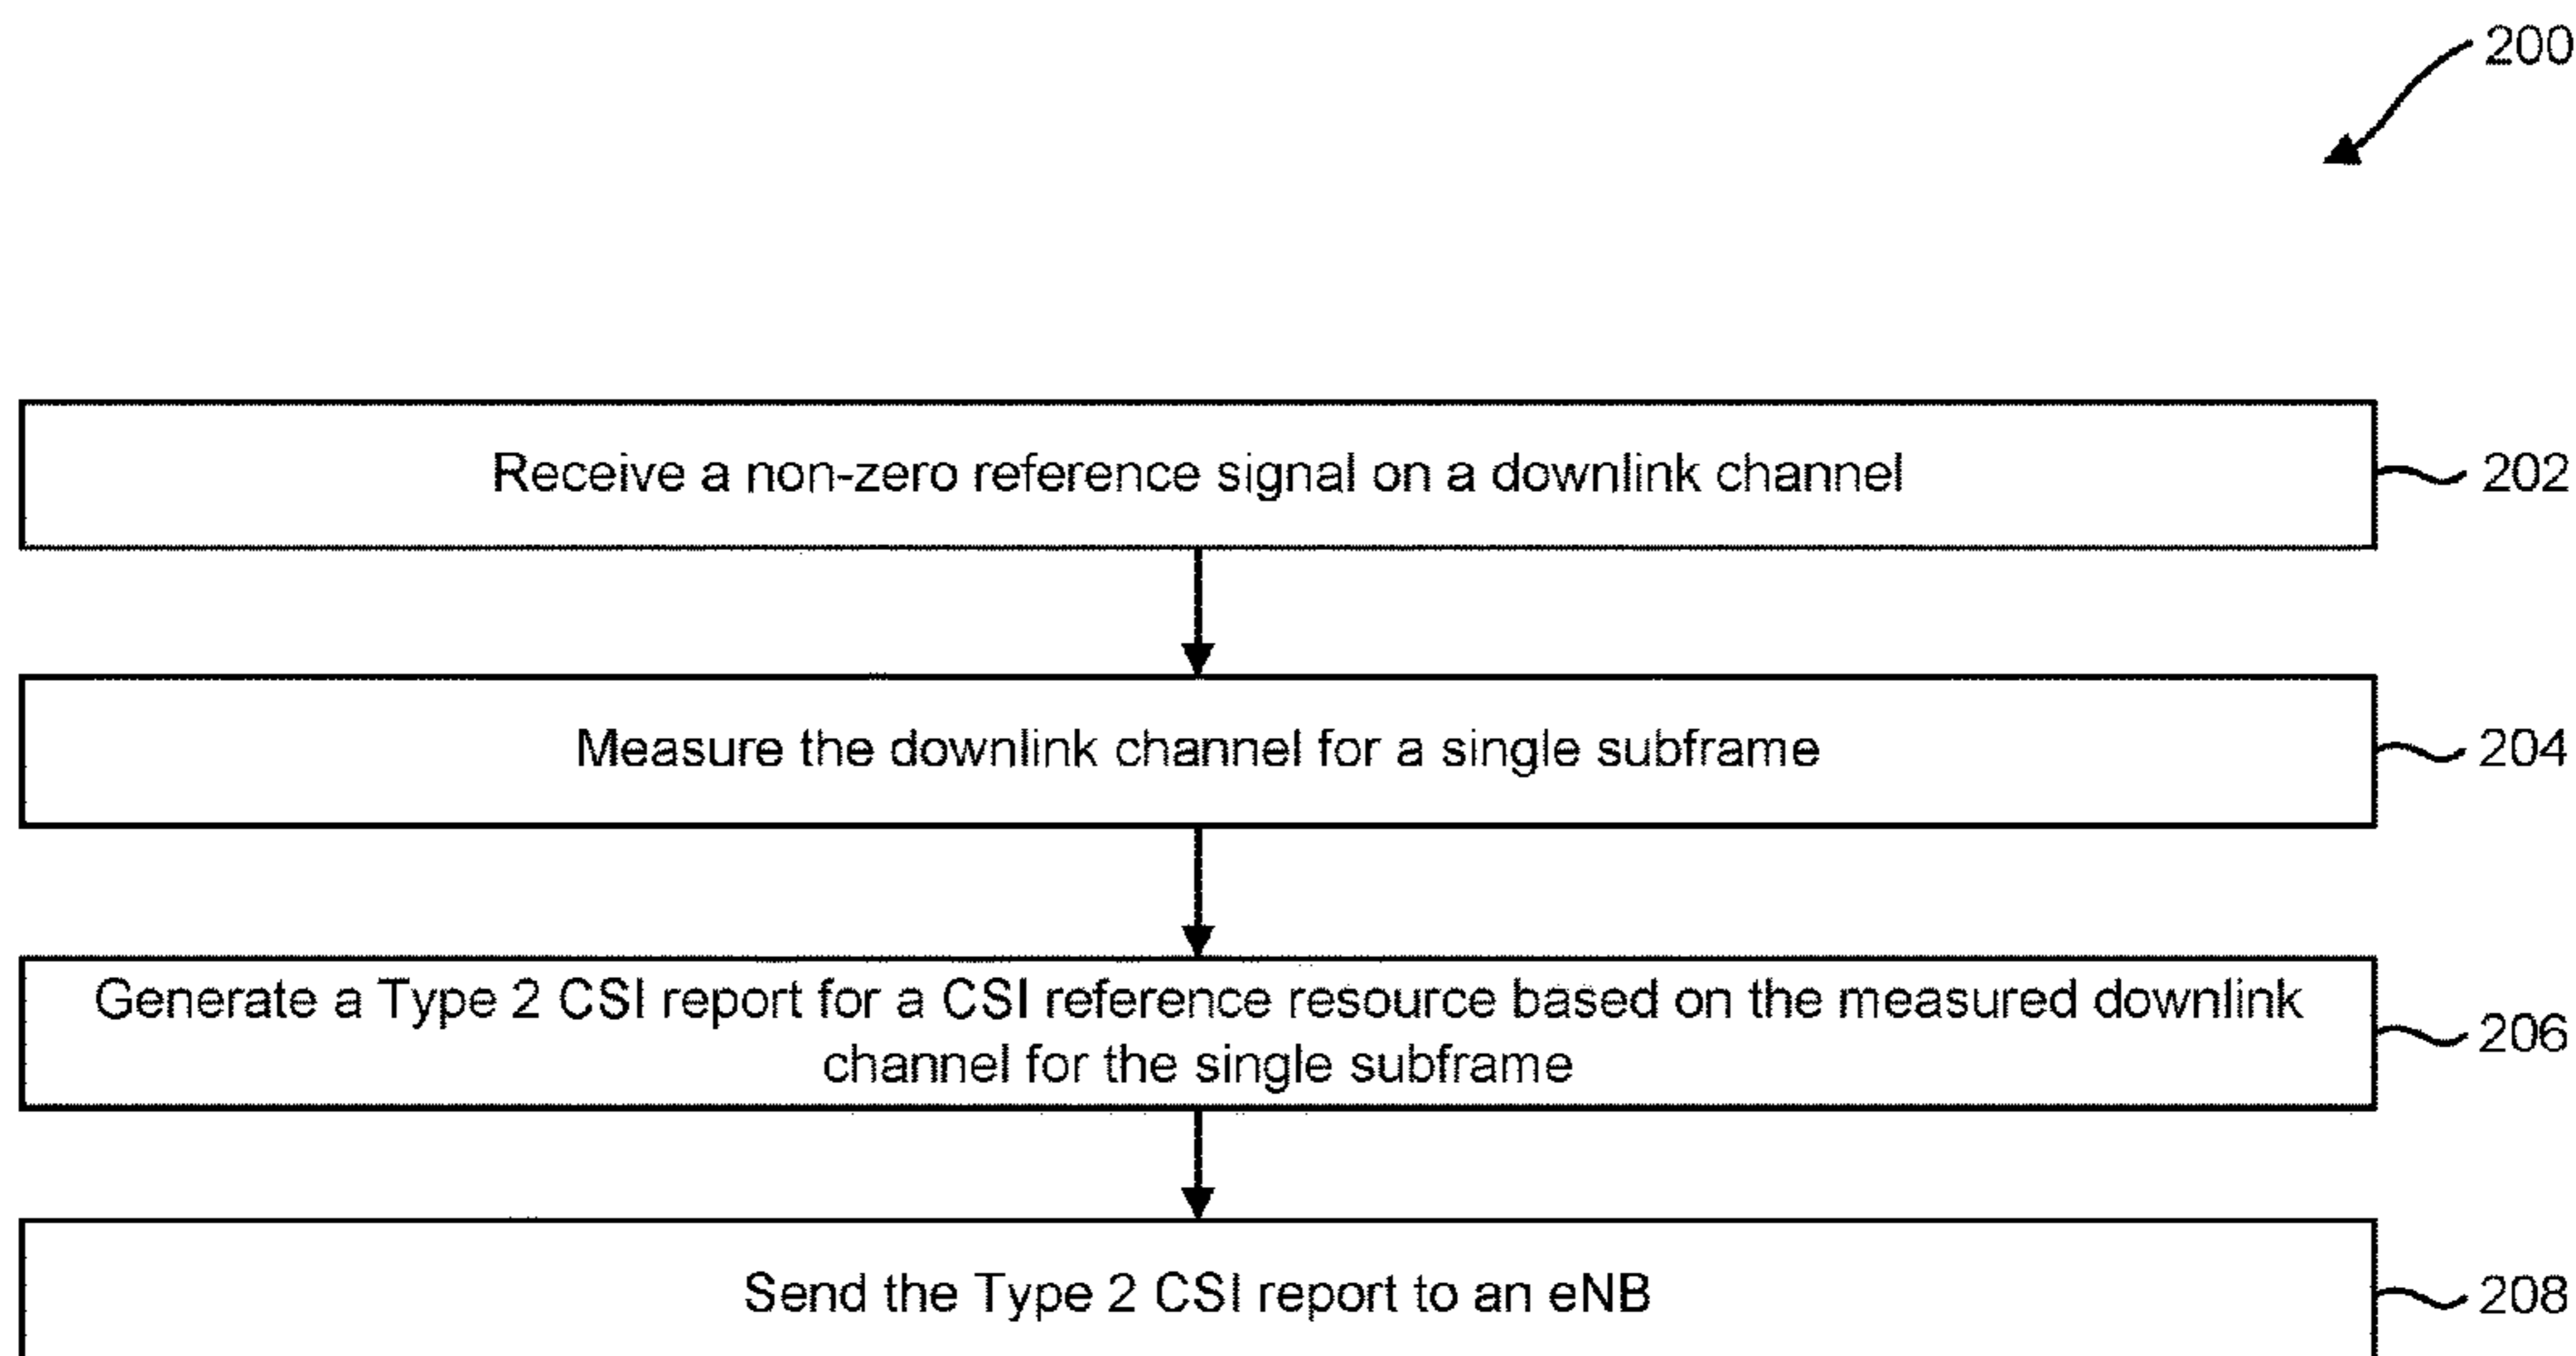 200
Receive a non-zero reference signal on a downlink channel
202
Measure the downlink channel for a single subframe
204
Generate a Type 2 CSI report for a CSI reference resource based on the measured downlink
channel for the single subframe
206
Send the Type 2 CSI report to an eNB
208